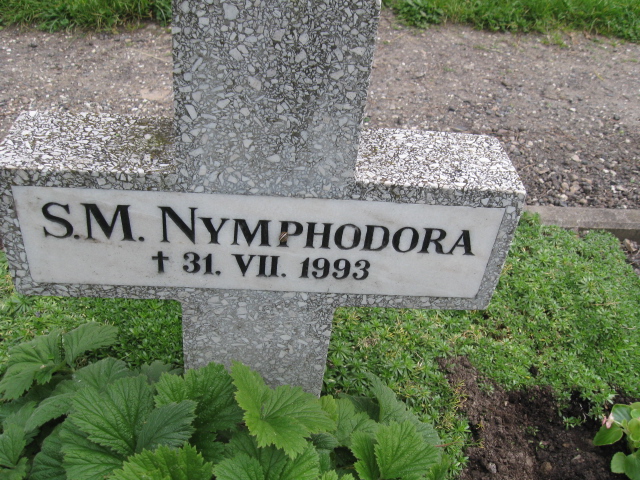 S.M. NYMPHODORA
† 31. VII. 1993